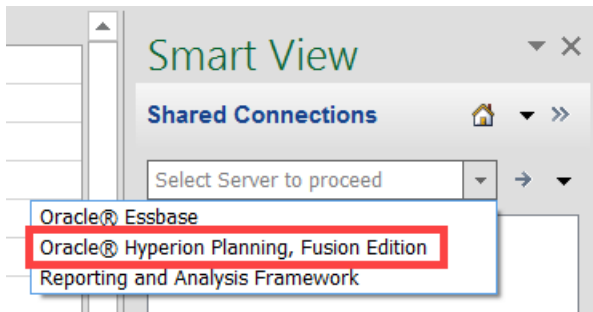 Smart View
Shared Connections
Select Server to proceed
Oracle® Essbase
Oracle® Hyperion Planning, Fusion Edition
Reporting and Analysis Framework